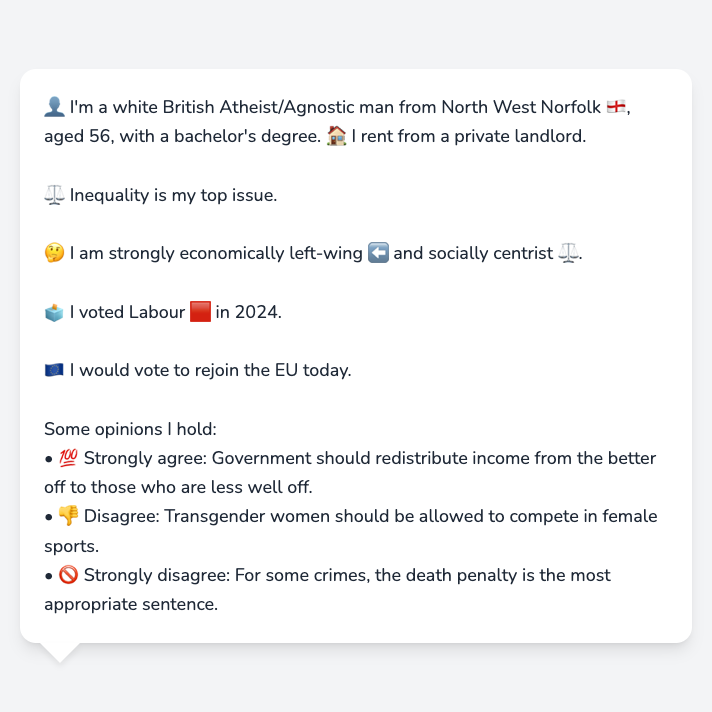 👤 I'm a white British Atheist/Agnostic man from North West Norfolk 🏴󠁧󠁢󠁥󠁮󠁧󠁿,
aged 56, with a bachelor's degree. 🏠 I rent from a private landlord.
⚖️ Inequality is my top issue.
🤔 I am strongly economically left-wing ⬅️ and socially centrist ⚖️.
🗳️ I voted Labour 🟥 in 2024.
🇪🇺 I would vote to rejoin the EU today.
Some opinions I hold:
• 💯 Strongly agree: Government should redistribute income from the better
off to those who are less well off.
• 👎 Disagree: Transgender women should be allowed to compete in female
sports.
• 🚫 Strongly disagree: For some crimes, the death penalty is the most
appropriate sentence.